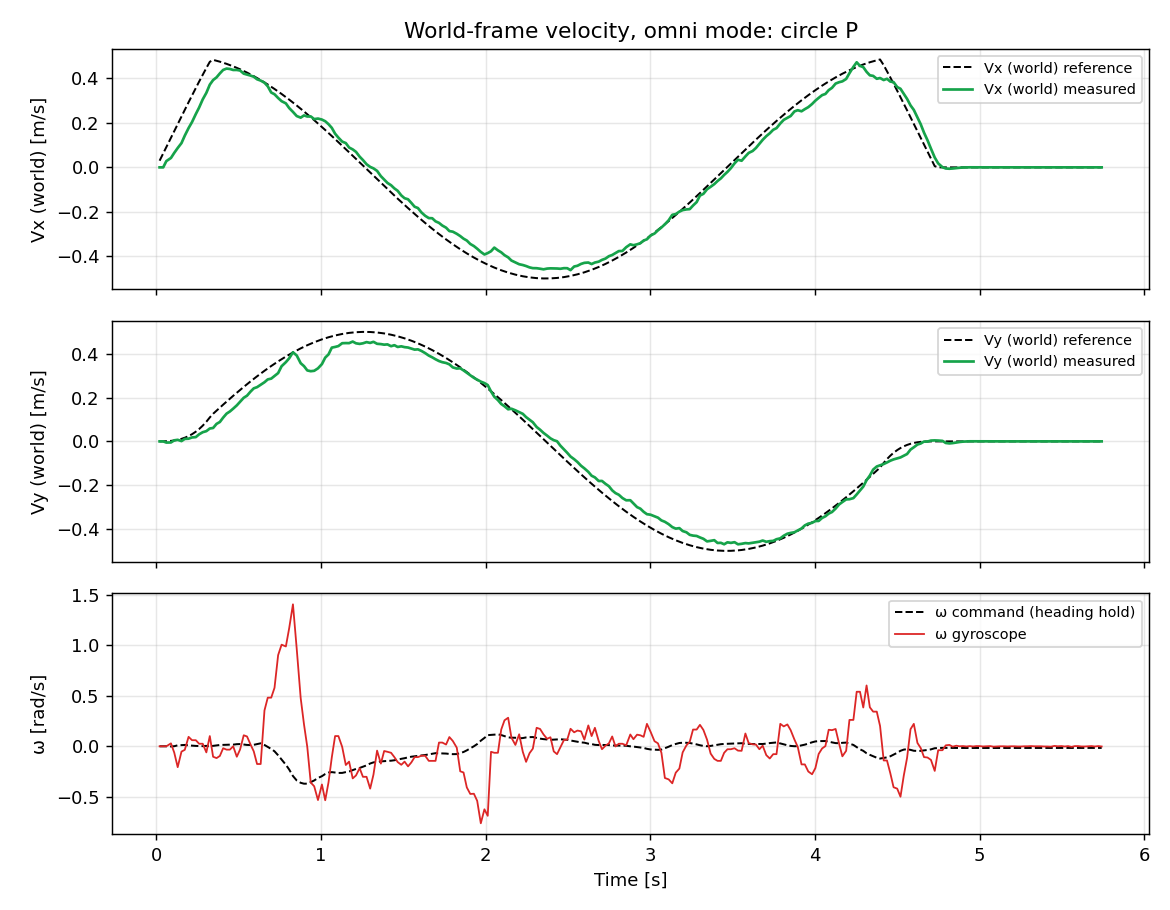 World-frame velocity, omni mode: circle P
Vx (world) [m/s]
0.4
0.2
0.0
−0.2
−0.4
Vx (world) reference
Vx (world) measured
Vy (world) [m/s]
0.4
0.2
0.0
−0.2
−0.4
Vy (world) reference
Vy (world) measured
ω [rad/s]
1.5
1.0
0.5
0.0
−0.5
ω command (heading hold)
ω gyroscope
0 1 2 3 4 5 6
Time [s]